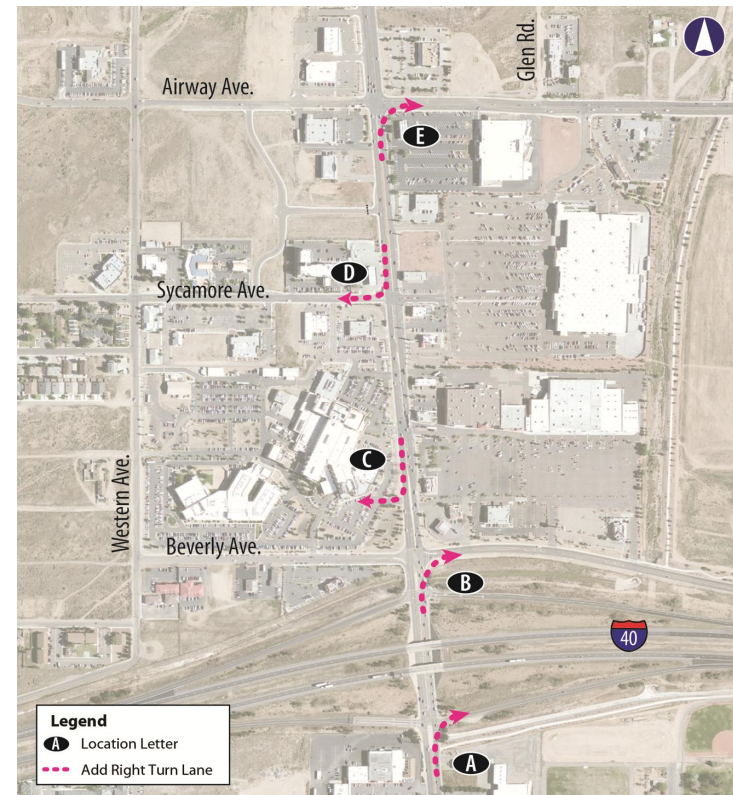 Glen Rd.
Airway Ave.
E
D
Sycamore Ave.
C
Western Ave.
Beverly Ave.
B
40
A
Legend
A Location Letter
Add Right Turn Lane